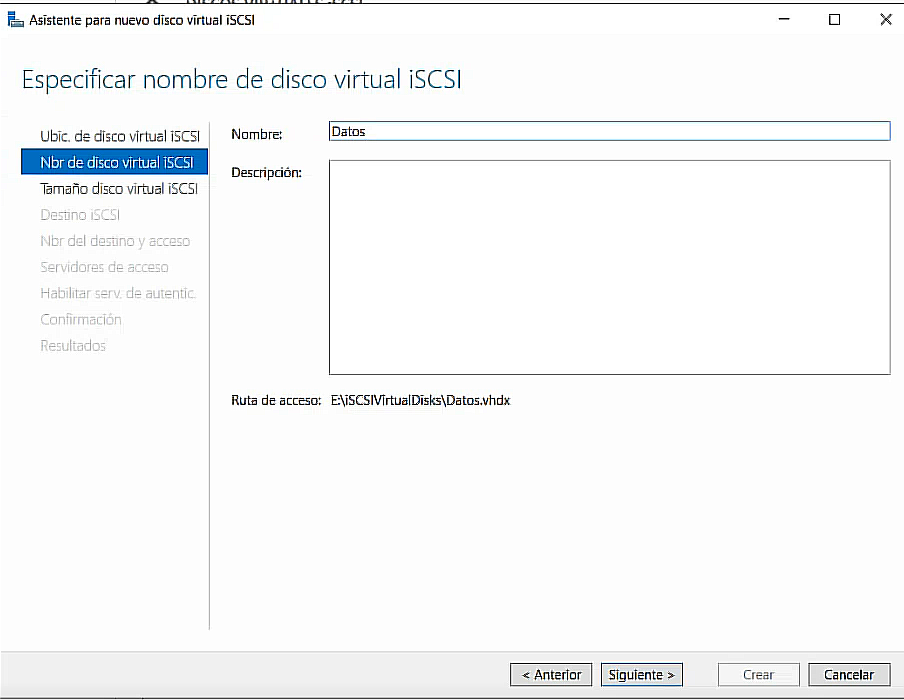 Asistente para nuevo disco virtual iSCSI
Especificar nombre de disco virtual iSCSI
Ubic. de disco virtual iSCSI
Nbr de disco virtual iSCSI
Tamaño disco virtual iSCSI
Destino iSCSI
Nbr del destino y acceso
Servidores de acceso
Habilitar serv. de autentic.
Confirmación
Resultados
Nombre: Datos
Descripción:
Ruta de acceso: E:\iSCSIVirtualDisks\Datos.vhdx
< Anterior
Siguiente >
Crear
Cancelar